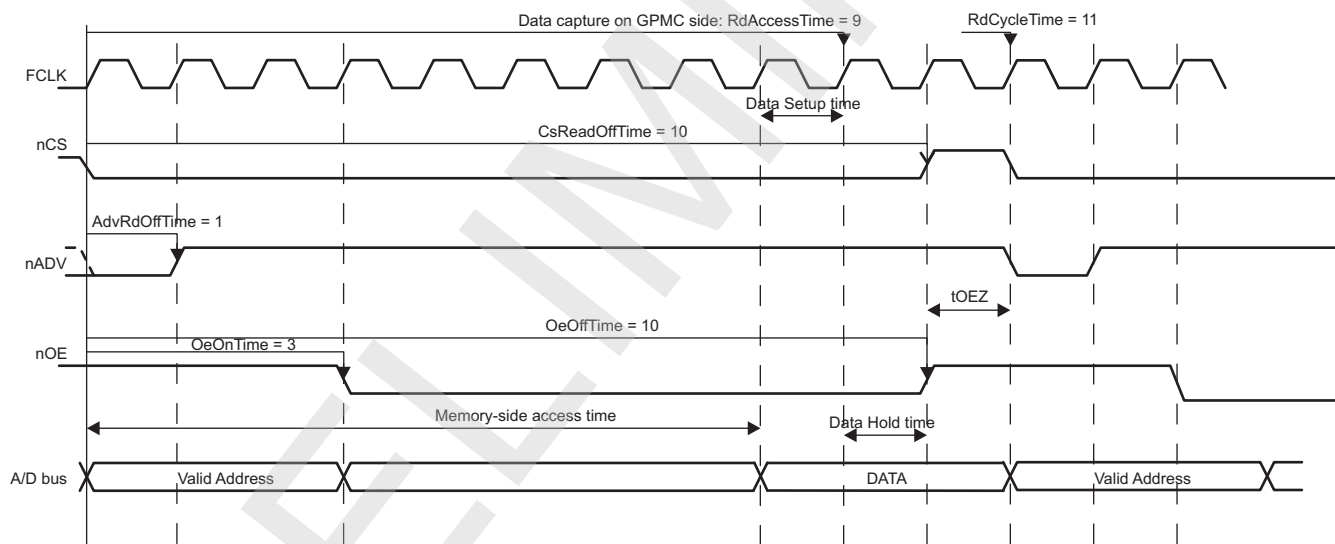 Data capture on GPMC side: RdAccessTime = 9
RdCycleTime = 11
FCLK
Data Setup time
CsReadOffTime = 10
nCS
AdvRdOffTime = 1
nADV
tOEZ
OeOffTime = 10
OeOnTime = 3
nOE
Memory-side access time
Data Hold time
A/D bus
Valid Address
DATA
Valid Address
ELIMI